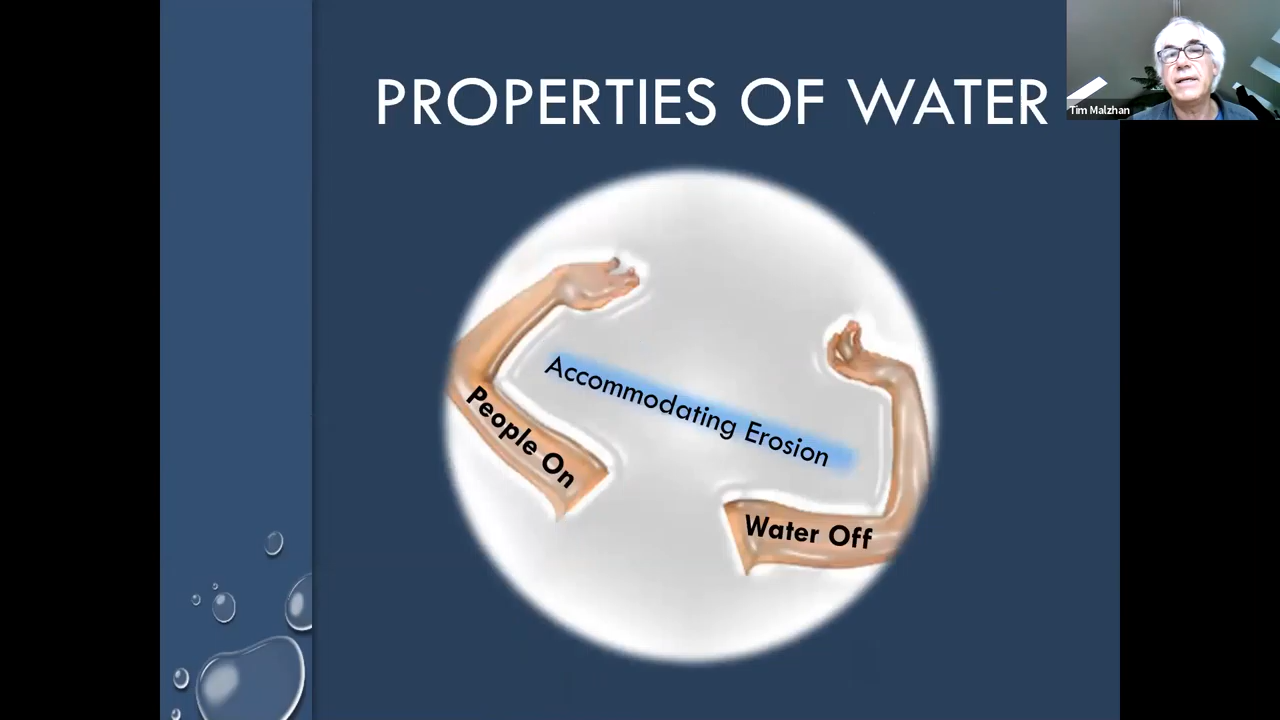 PROPERTIES OF WATER
Tim Malzhan
Accommodating Erosion
People On
Water Off